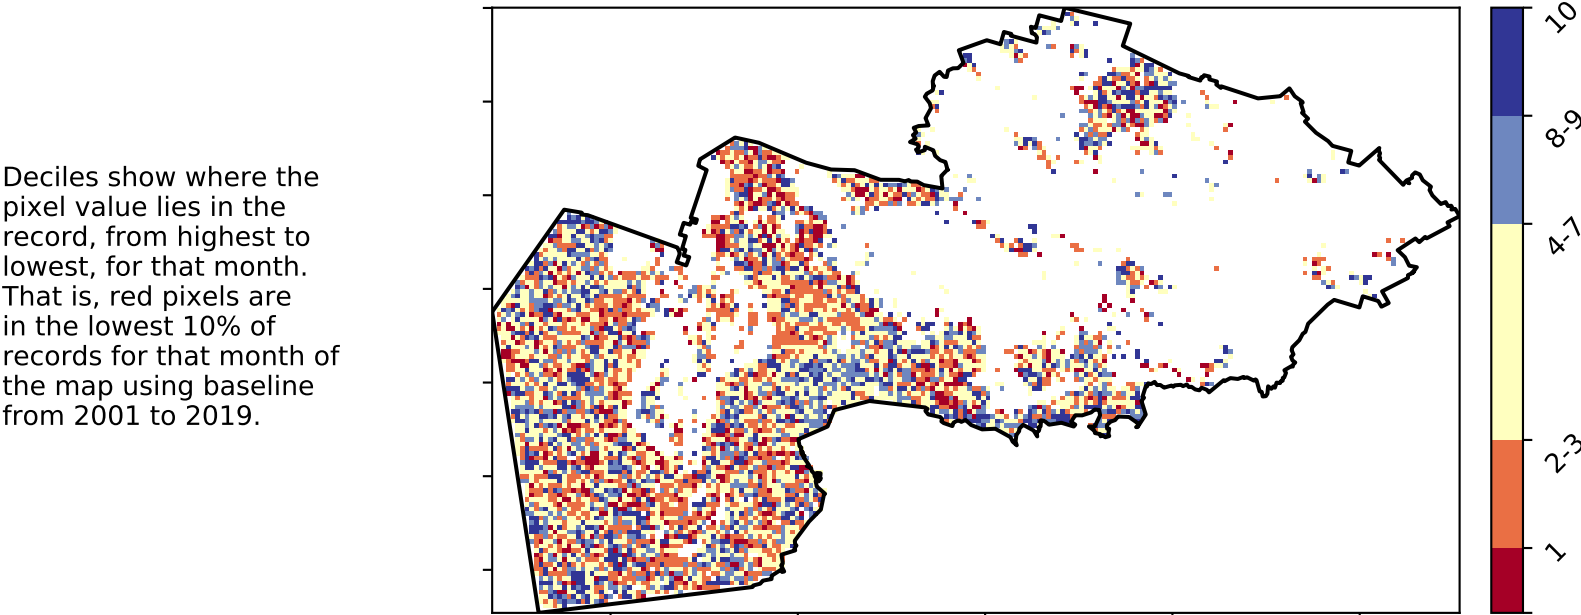 Deciles show where the
pixel value lies in the
record, from highest to
lowest, for that month.
That is, red pixels are
in the lowest 10% of
records for that month of
the map using baseline
from 2001 to 2019.
10
8-9
4-7
2-3
1